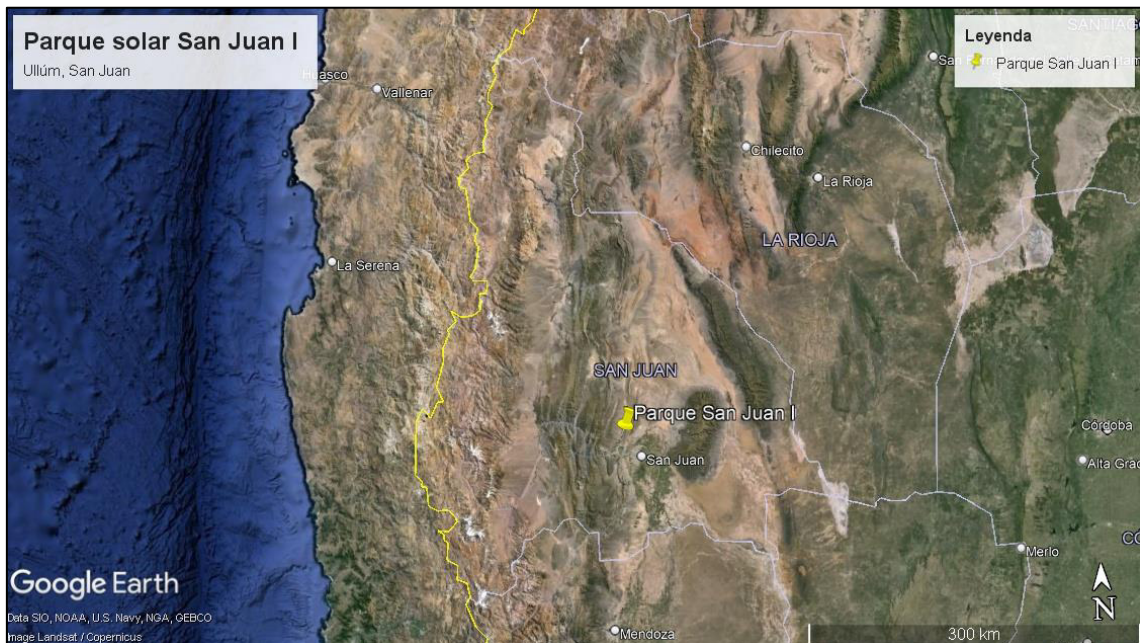 Parque solar San Juan I
Ullúm, San Juan
Leyenda
Parque San Juan I
SANTIAGO
Huasco
Vallenar
Chilecito
La Rioja
LA RIOJA
La Serena
SAN JUAN
Parque San Juan I
San Juan
Córdoba
Merlo
Mendoza
Google Earth
Data SIO, NOAA, U.S. Navy, NGA, GEBCO
Image Landsat / Copernicus
N
300 km